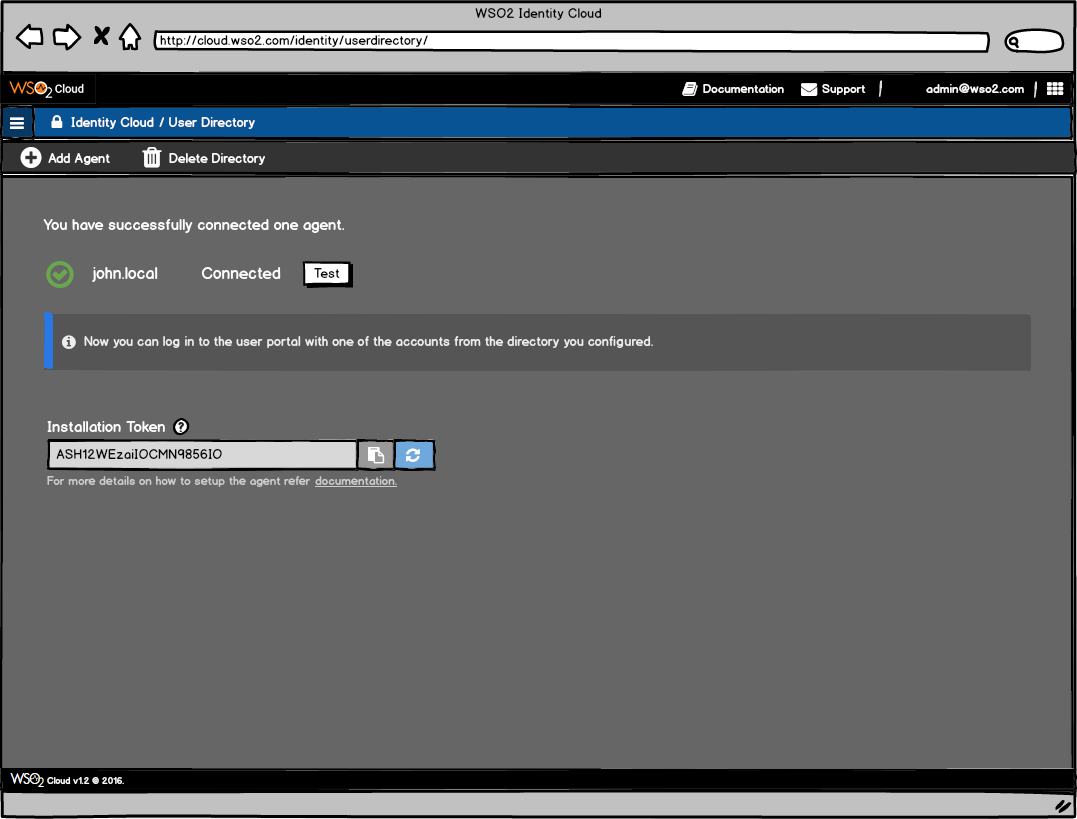 WSO2 Identity Cloud
http://cloud.wso2.com/identity/userdirectory/
WSO2 Cloud Documentation Support admin@wso2.com
Identity Cloud / User Directory
Add Agent Delete Directory
You have successfully connected one agent.
john.local Connected Test
Now you can log in to the user portal with one of the accounts from the directory you configured.
Installation Token
ASH12WEzaiIOCMN9856IO
For more details on how to setup the agent refer documentation.
WSO2 Cloud v1.2 © 2016.